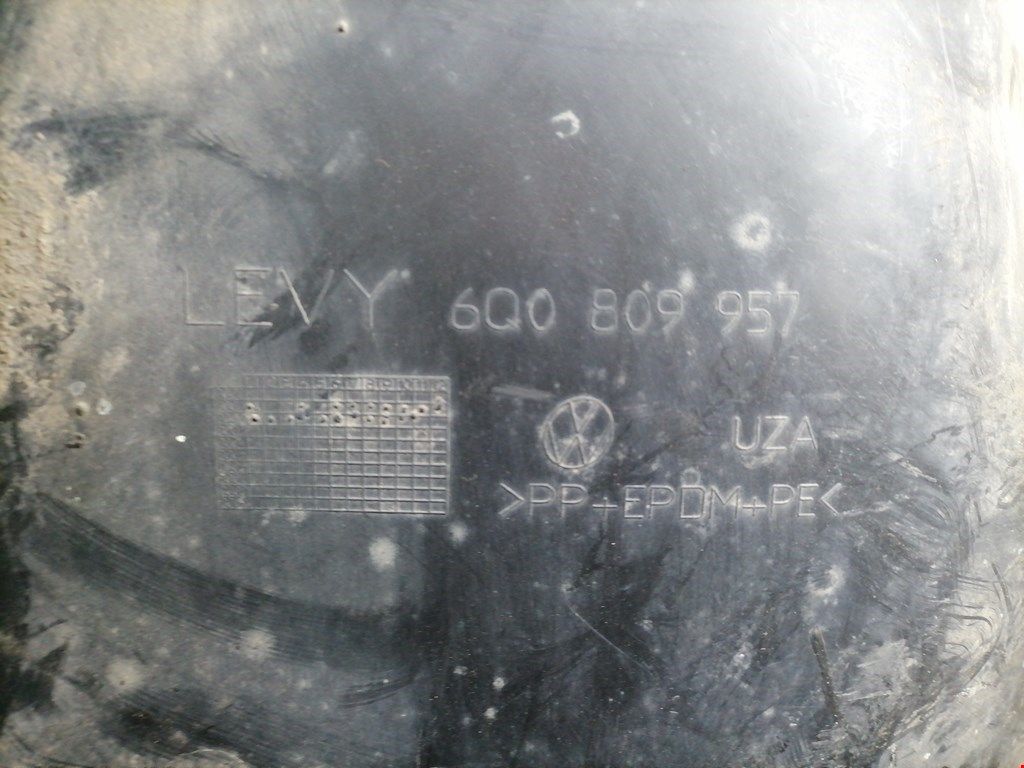 LEVY 6Q0 809 957
UZA
>PP+EPDM+PE<